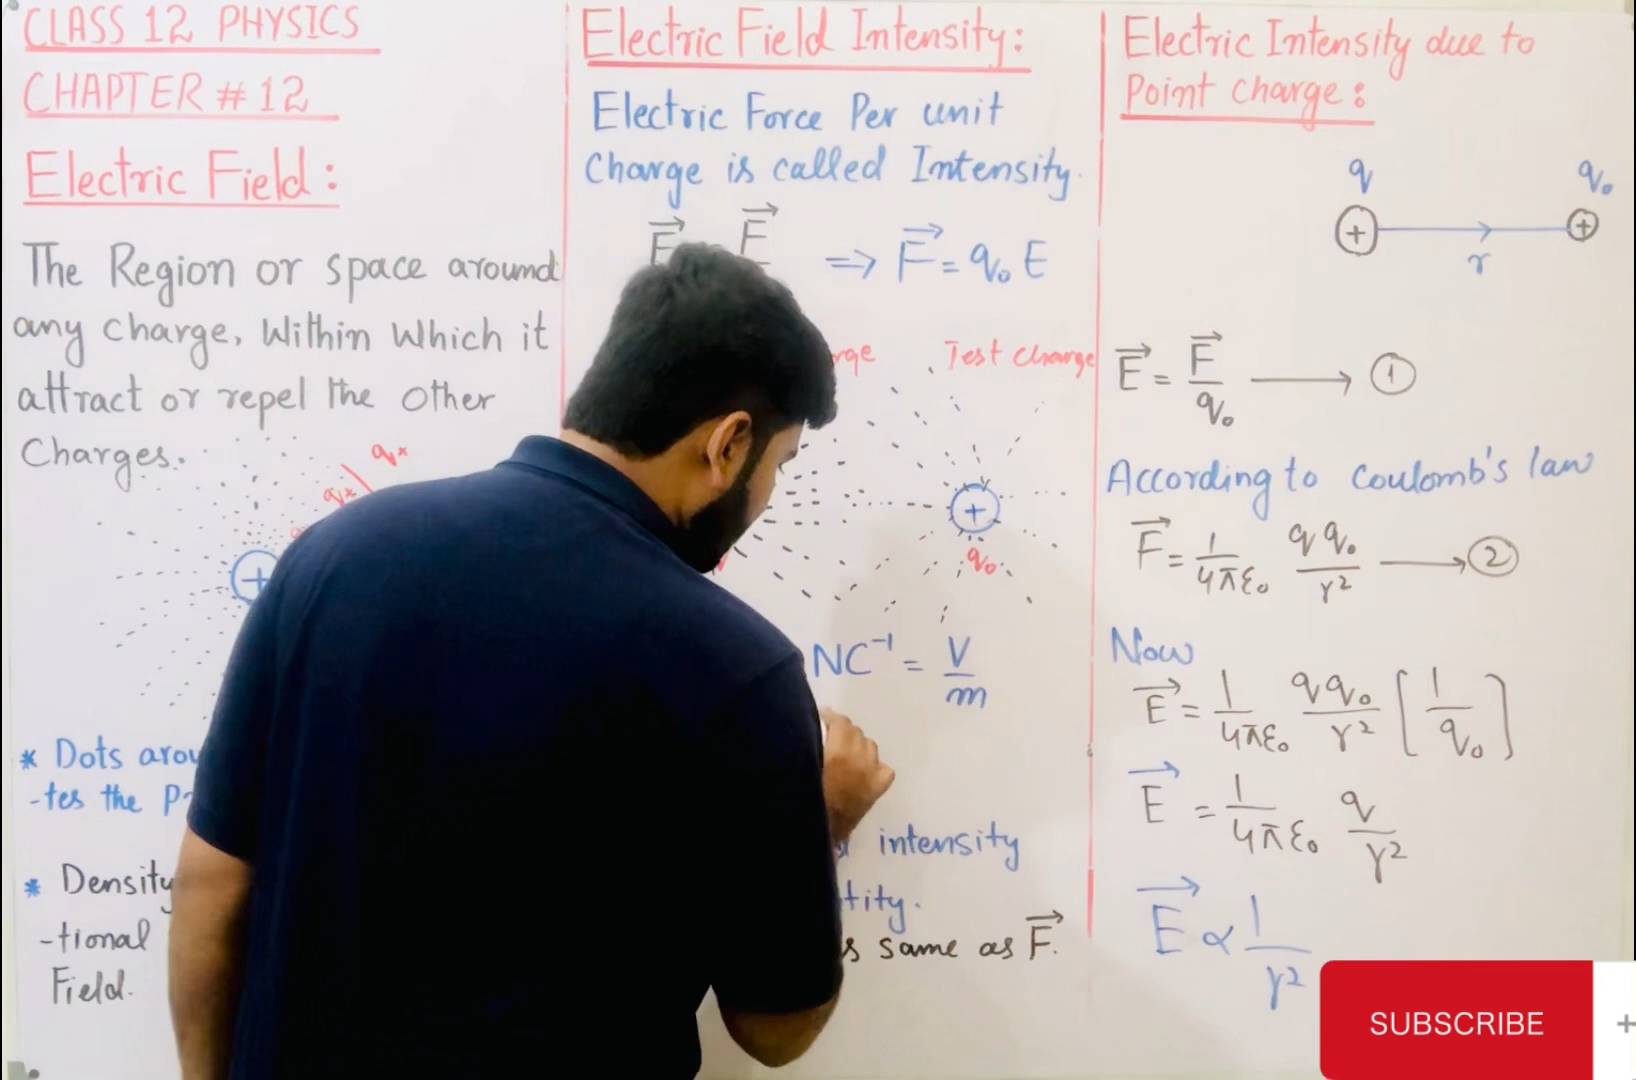 CLASS 12 PHYSICS
CHAPTER # 12
Electric Field:
The Region or space around
any charge, Within Which it
attract or repel the Other
Charges.
q×
q×
+
* Dots
-tes the
* Density
-tional
Field.
Electric Field Intensity:
Electric Force Per unit
Charge is called Intensity.
F⃗ ⇒ F⃗ = q₀ E
Test Charge
+
q₀
NC⁻¹ = V/m
intensity
same as F⃗.
Electric Intensity due to
Point Charge:
q q₀
+ +
r
E⃗ = F⃗/q₀ ⟶ ①
According to Coulomb's law
F⃗ = 1/4πε₀ qq₀/r² ⟶ ②
Now
E⃗ = 1/4πε₀ qq₀/r² [1/q₀]
E⃗ = 1/4πε₀ q/r²
E⃗ ∝ 1/r²
SUBSCRIBE